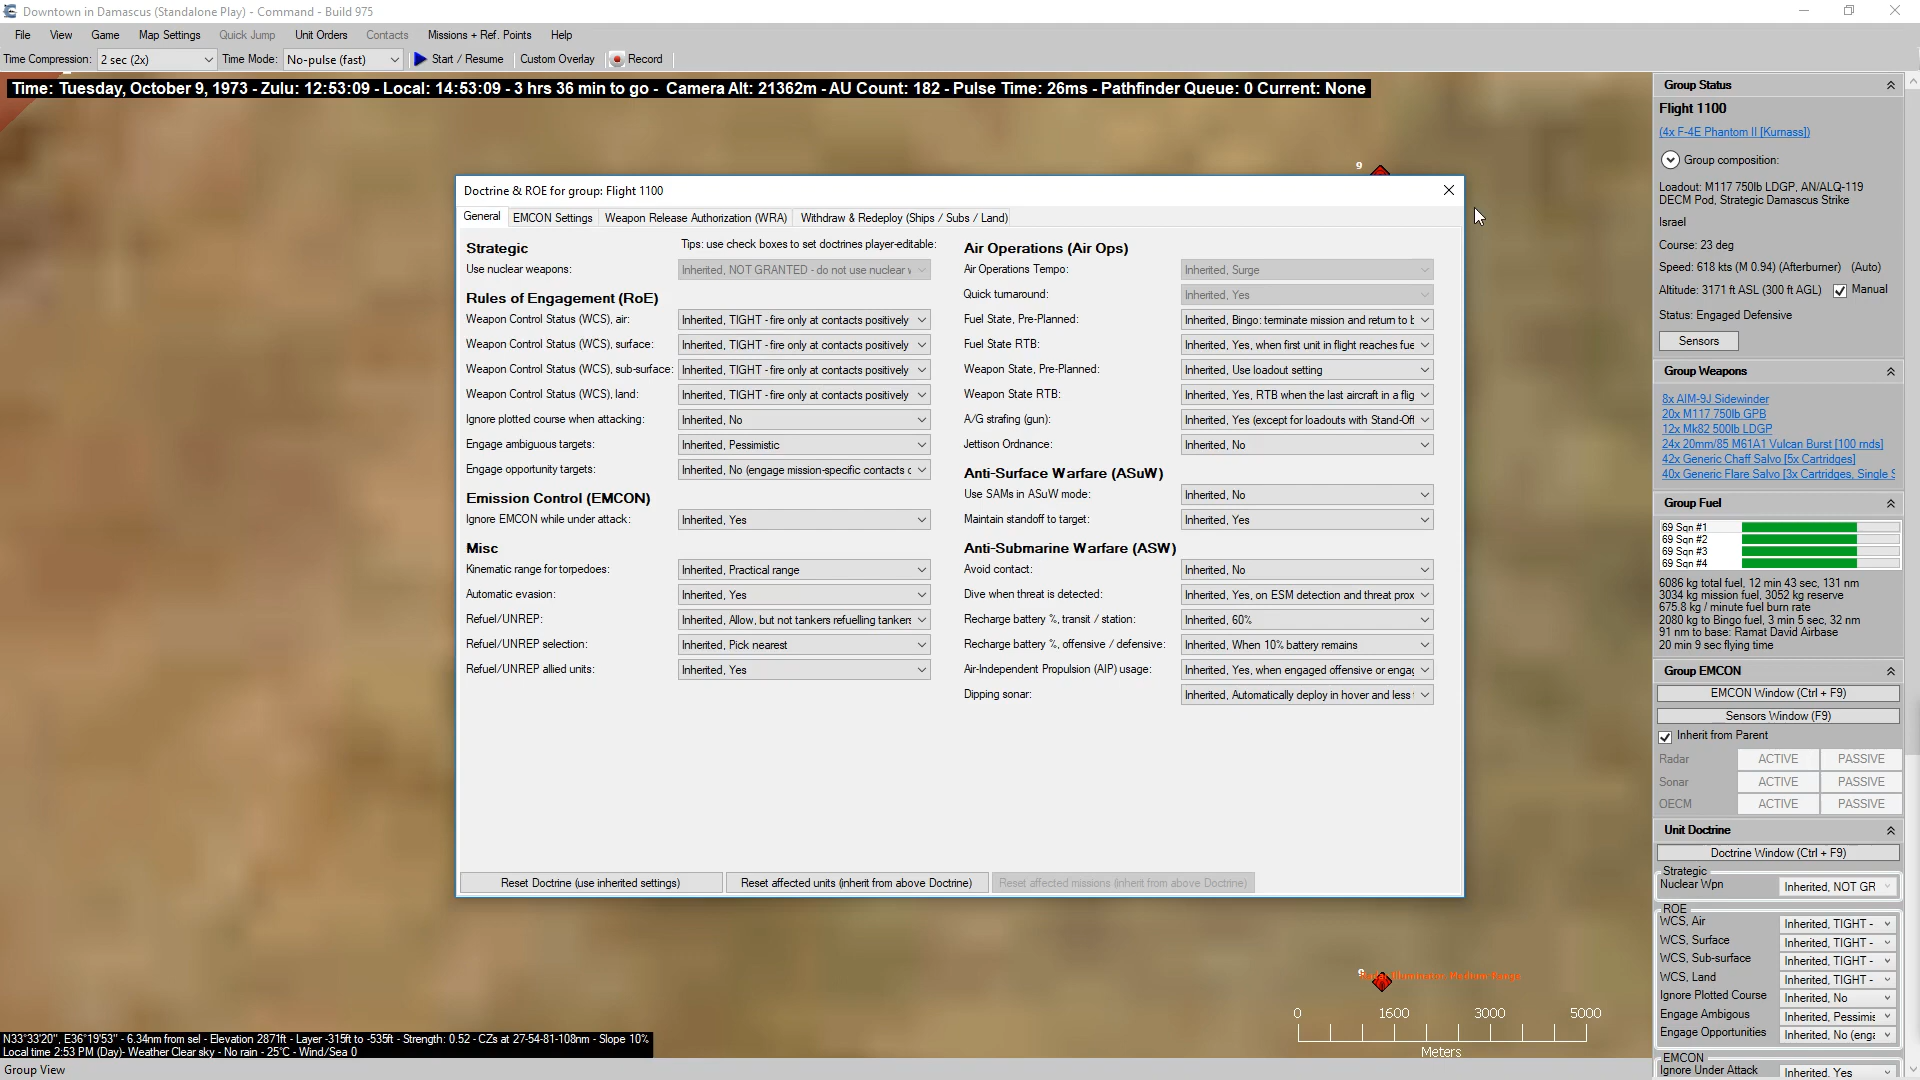 Downtown in Damascus (Standalone Play) - Command - Build 975
File View Game Map Settings Quick Jump Unit Orders Contacts Missions + Ref. Points Help
Time Compression: 2 sec (2x) Time Mode: No-pulse (fast) Start / Resume Custom Overlay Record
Time: Tuesday, October 9, 1973 - Zulu: 12:53:09 - Local: 14:53:09 - 3 hrs 36 min to go - Camera Alt: 21362m - AU Count: 182 - Pulse Time: 26ms - Pathfinder Queue: 0 Current: None
9
Doctrine & ROE for group: Flight 1100
General EMCON Settings Weapon Release Authorization (WRA) Withdraw & Redeploy (Ships / Subs / Land)
Strategic Tips: use check boxes to set doctrines player-editable:
Use nuclear weapons: Inherited, NOT GRANTED - do not use nuclear
Rules of Engagement (RoE)
Weapon Control Status (WCS), air: Inherited, TIGHT - fire only at contacts positively
Weapon Control Status (WCS), surface: Inherited, TIGHT - fire only at contacts positively
Weapon Control Status (WCS), sub-surface: Inherited, TIGHT - fire only at contacts positively
Weapon Control Status (WCS), land: Inherited, TIGHT - fire only at contacts positively
Ignore plotted course when attacking: Inherited, No
Engage ambiguous targets: Inherited, Pessimistic
Engage opportunity targets: Inherited, No (engage mission-specific contacts
Emission Control (EMCON)
Ignore EMCON while under attack: Inherited, Yes
Misc
Kinematic range for torpedoes: Inherited, Practical range
Automatic evasion: Inherited, Yes
Refuel/UNREP: Inherited, Allow, but not tankers refuelling tankers
Refuel/UNREP selection: Inherited, Pick nearest
Refuel/UNREP allied units: Inherited, Yes
Air Operations (Air Ops)
Air Operations Tempo: Inherited, Surge
Quick turnaround: Inherited, Yes
Fuel State, Pre-Planned: Inherited, Bingo: terminate mission and return to
Fuel State RTB: Inherited, Yes, when first unit in flight reaches
Weapon State, Pre-Planned: Inherited, Use loadout setting
Weapon State RTB: Inherited, Yes, RTB when the last aircraft in a
A/G strafing (gun): Inherited, Yes (except for loadouts with
Jettison Ordnance: Inherited, No
Anti-Surface Warfare (ASuW)
Use SAMs in ASuW mode: Inherited, No
Maintain standoff to target: Inherited, Yes
Anti-Submarine Warfare (ASW)
Avoid contact: Inherited, No
Dive when threat is detected: Inherited, Yes, on ESM detection and threat prox
Recharge battery %, transit / station: Inherited, 60%
Recharge battery %, offensive / defensive: Inherited, When 10% battery remains
Air-Independent Propulsion (AIP) usage: Inherited, Yes, when engaged offensive or engag
Dipping sonar: Inherited, Automatically deploy in hover and less
Reset Doctrine (use inherited settings) Reset affected units (inherit from above Doctrine) Reset affected missions (inherit from above Doctrine)
9 Illuminator Medium Range
0 1600 3000 5000
Meters
N33°33'20", E36°19'53" - 6.34nm from sel - Elevation 2871ft - Layer -315ft to -535ft - Strength: 0.52 - CZs at 27-54-81-108nm - Slope 10%
Local time 2:53 PM (Day)- Weather Clear sky - No rain - 25°C - Wind/Sea 0
Group View
Group Status
Flight 1100
(4x F-4E Phantom II [Kurnass])
Group composition:
Loadout: M117 750lb LDGP, AN/ALQ-119
DECM Pod, Strategic Damascus Strike
Israel
Course: 23 deg
Speed: 618 kts (M 0.94) (Afterburner) (Auto)
Altitude: 3171 ft ASL (300 ft AGL) Manual
Status: Engaged Defensive
Sensors
Group Weapons
8x AIM-9J Sidewinder
20x M117 750lb GPB
12x Mk82 500lb LDGP
24x 20mm/85 M61A1 Vulcan Burst [100 rnds]
42x Generic Chaff Salvo [5x Cartridges]
40x Generic Flare Salvo [3x Cartridges, Single S
Group Fuel
69 Sqn #1
69 Sqn #2
69 Sqn #3
69 Sqn #4
6086 kg total fuel, 12 min 43 sec, 131 nm
3034 kg mission fuel, 3052 kg reserve
675.8 kg / minute fuel burn rate
2080 kg to Bingo fuel, 3 min 5 sec, 32 nm
91 nm to base: Ramat David Airbase
20 min 9 sec flying time
Group EMCON
EMCON Window (Ctrl + F9)
Sensors Window (F9)
Inherit from Parent
Radar ACTIVE PASSIVE
Sonar ACTIVE PASSIVE
OECM ACTIVE PASSIVE
Unit Doctrine
Doctrine Window (Ctrl + F9)
Strategic
Nuclear Wpn Inherited, NOT GR
ROE
WCS, Air Inherited, TIGHT -
WCS, Surface Inherited, TIGHT -
WCS, Sub-surface Inherited, TIGHT -
WCS, Land Inherited, TIGHT -
Ignore Plotted Course Inherited, No
Engage Ambiguous Inherited, Pessimis
Engage Opportunities Inherited, No (enga
EMCON
Ignore Under Attack Inherited, Yes